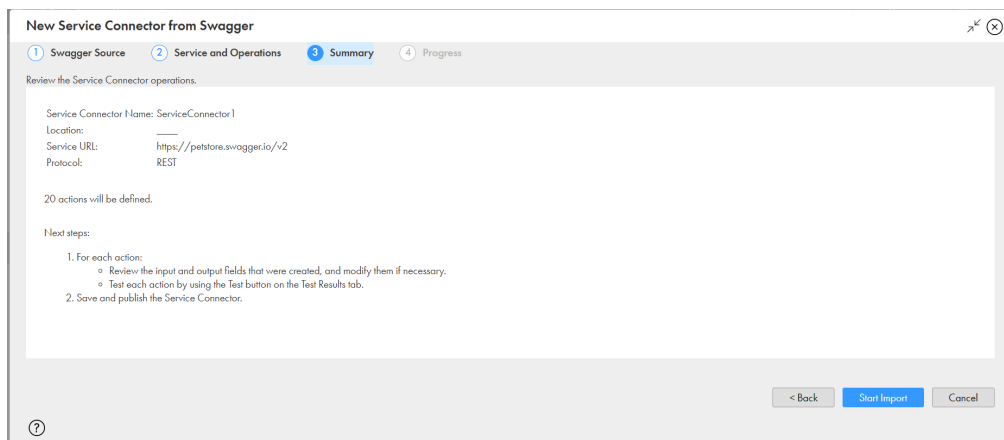 New Service Connector from Swagger
1 Swagger Source 2 Service and Operations 3 Summary 4 Progress
Review the Service Connector operations.
Service Connector Name: ServiceConnector1
Location: ____
Service URL: https://petstore.swagger.io/v2
Protocol: REST
20 actions will be defined.
Next steps:
1. For each action:
Review the input and output fields that were created, and modify them if necessary.
Test each action by using the Test button on the Test Results tab.
2. Save and publish the Service Connector.
< Back Start Import Cancel
?